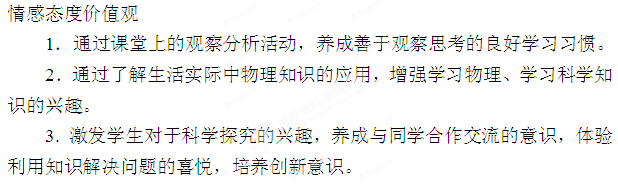 情感态度价值观
1．通过课堂上的观察分析活动，养成善于观察思考的良好学习习惯。
2．通过了解生活实际中物理知识的应用，增强学习物理、学习科学知
识的兴趣。
3. 激发学生对于科学探究的兴趣，养成与同学合作交流的意识，体验
利用知识解决问题的喜悦，培养创新意识。